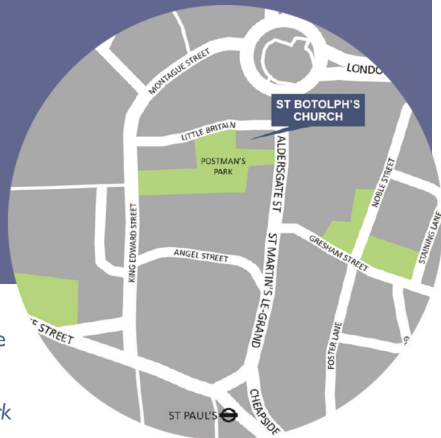 MONTAGUE STREET
LONDO
ST BOTOLPH'S
CHURCH
LITTLE BRITAIN
POSTMAN'S
PARK
ALDERSGATE ST
NOBLE STREET
STAINING LANE
KING EDWARD STREET
ANGEL STREET
ST MARTIN'S LE-GRAND
GRESHAM STREET
FOSTER LANE
STREET
CHEAPSIDE
ST PAUL'S